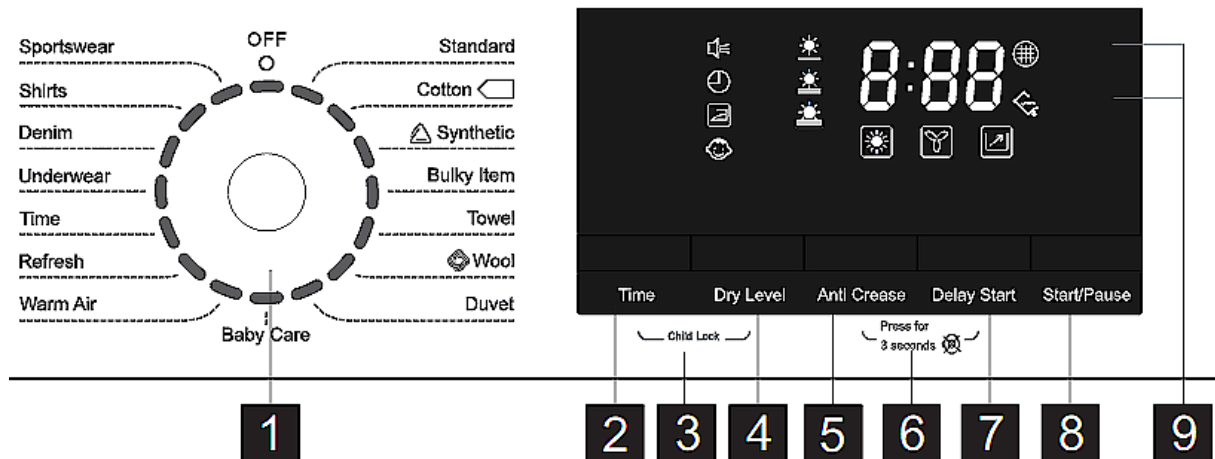 OFF
Sportswear
Shirts
Denim
Underwear
Time
Refresh
Warm Air
Baby Care
Standard
Cotton
Synthetic
Bulky Item
Towel
Wool
Duvet
8:88
Time Dry Level Anti Crease Delay Start Start/Pause
Child Lock
Press for
3 seconds
1 2 3 4 5 6 7 8 9